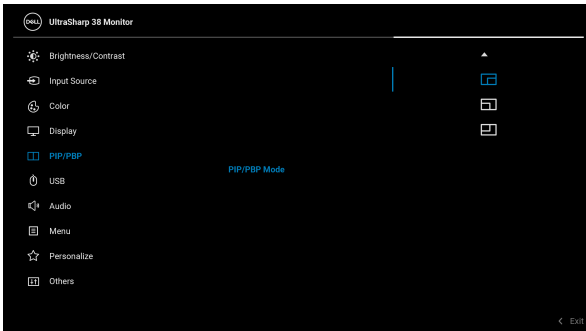 DELL
UltraSharp 38 Monitor
Brightness/Contrast
Input Source
Color
Display
PIP/PBP
PIP/PBP Mode
USB
Audio
Menu
Personalize
Others
Exit